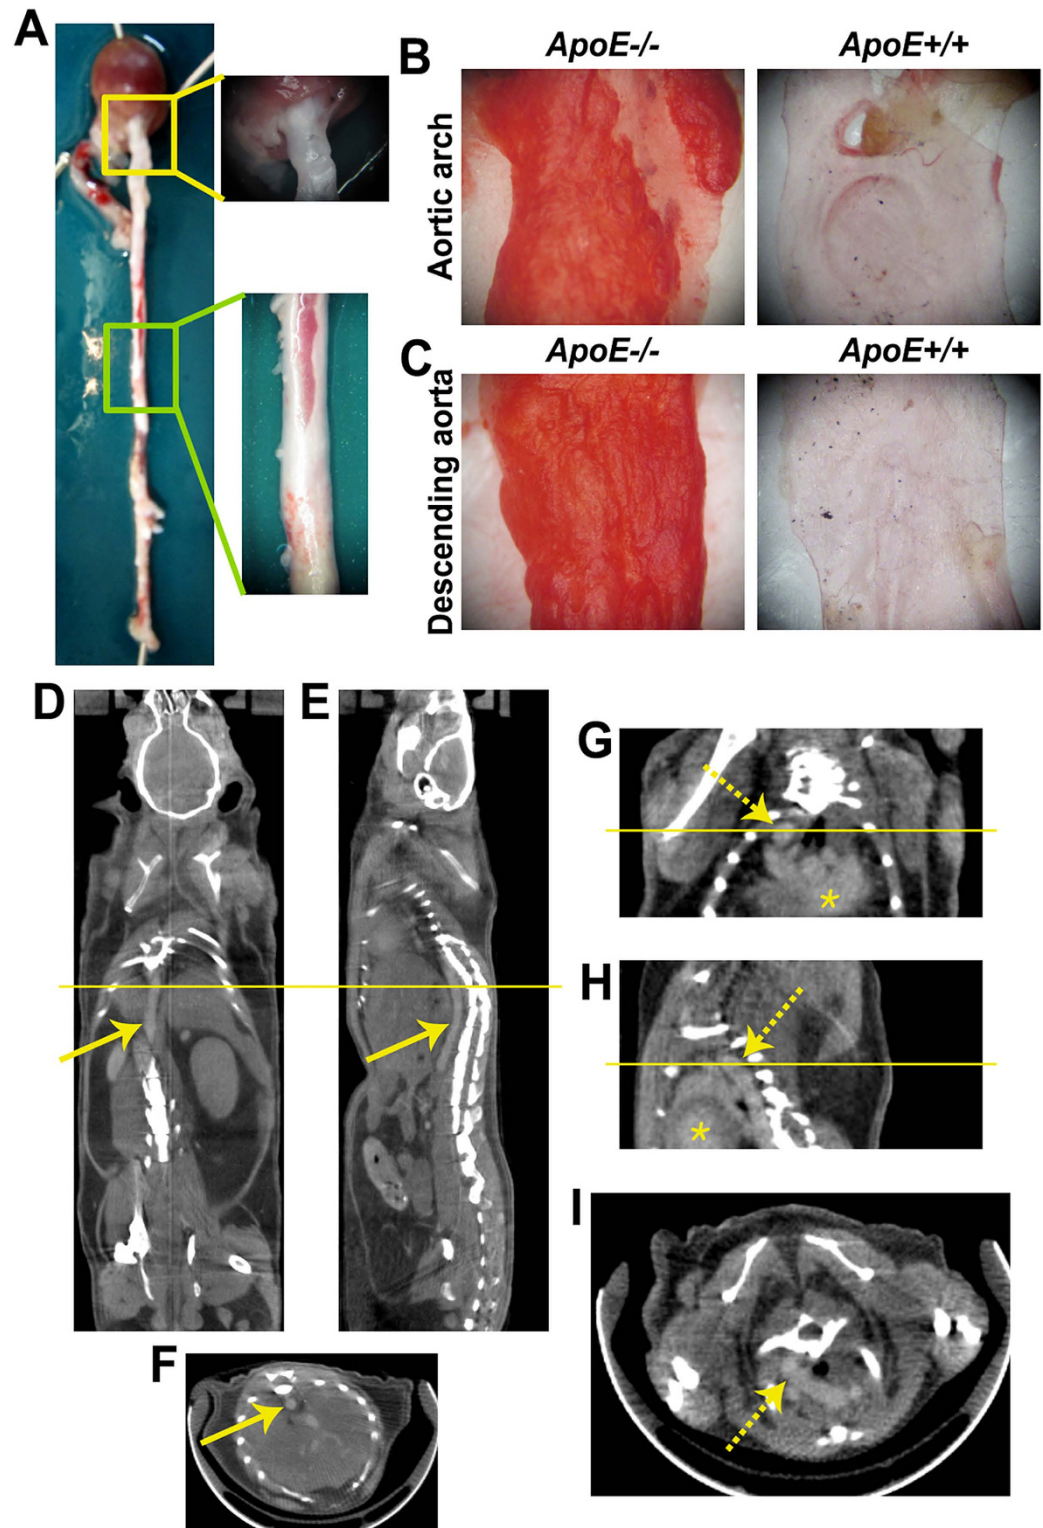 A
B
ApoE-/-
ApoE+/+
Aortic arch
C
ApoE-/-
ApoE+/+
Descending aorta
D
E
G
*
H
*
F
I